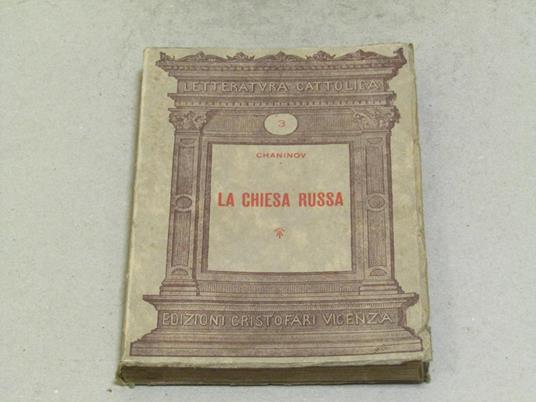 LETTERATVRA CATTOLICA
3
CHANINOV
LA CHIESA RUSSA
EDIZIONI CRISTOFARI VICENZA